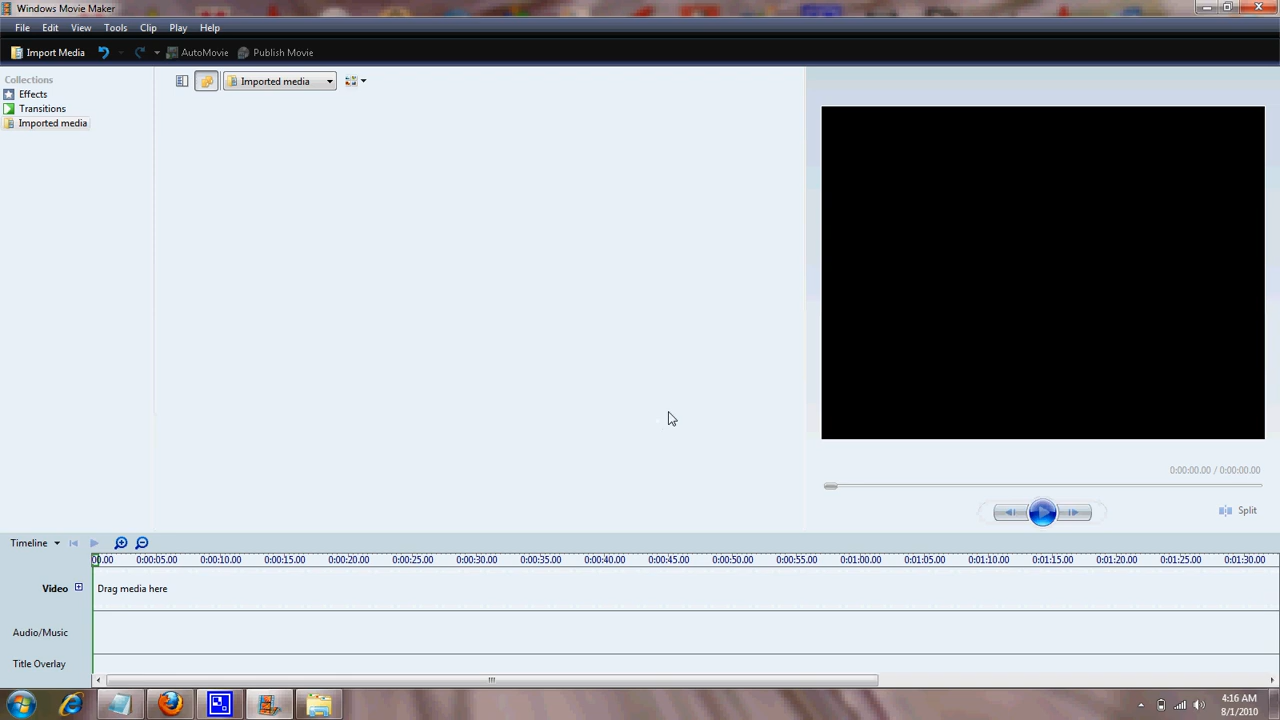 Windows Movie Maker
File Edit View Tools Clip Play Help
Import Media AutoMovie Publish Movie
Collections
Effects
Transitions
Imported media
Imported media
0:00:00.00 / 0:00:00.00
Split
Timeline
00.00 0:00:05.00 0:00:10.00 0:00:15.00 0:00:20.00 0:00:25.00 0:00:30.00 0:00:35.00 0:00:40.00 0:00:45.00 0:00:50.00 0:00:55.00 0:01:00.00 0:01:05.00 0:01:10.00 0:01:15.00 0:01:20.00 0:01:25.00 0:01:30.00
Video Drag media here
Audio/Music
Title Overlay
4:16 AM
8/1/2010